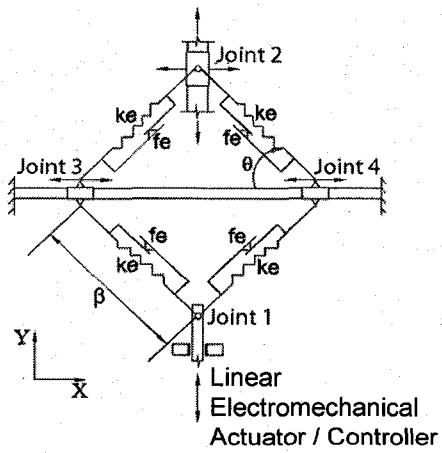 Joint 2
ke
ke
fe
fe
Joint 3
θ
Joint 4
fe
fe
ke
ke
β
Joint 1
Y
X
Linear
Electromechanical
Actuator / Controller